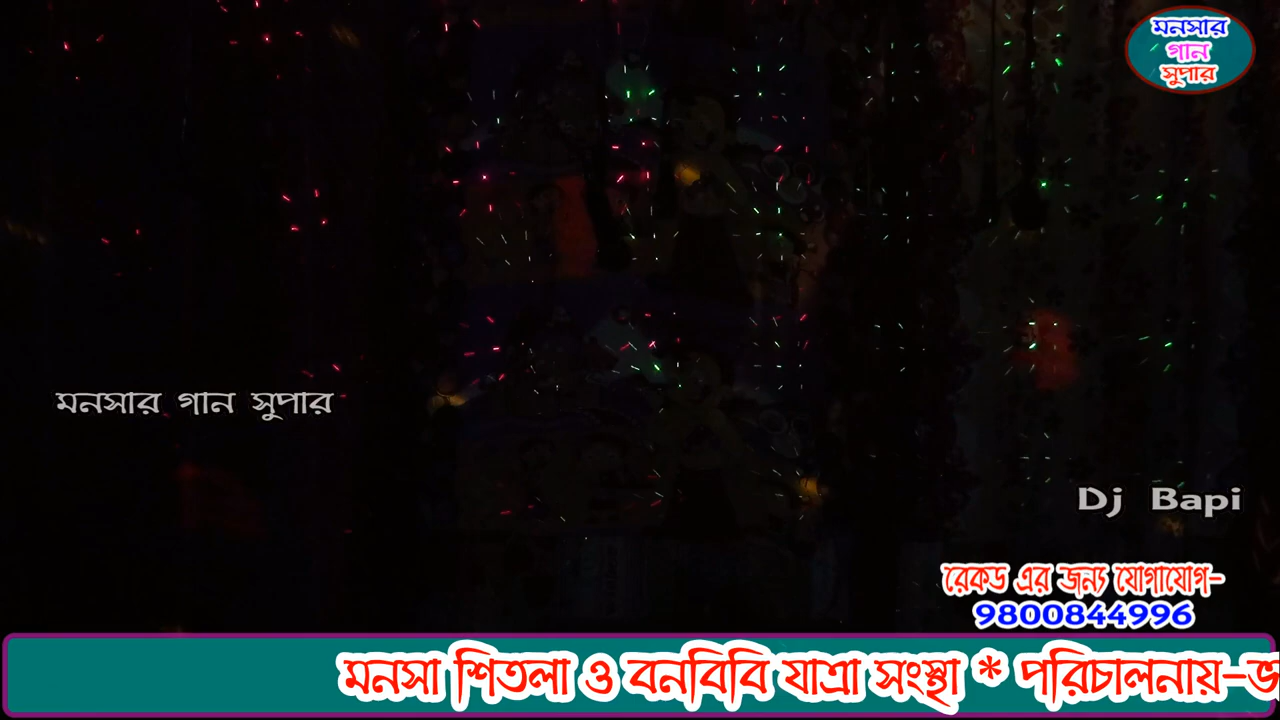 মনসার
গান
সুপার
মনসার গান সুপার
Dj Bapi
রেকড এর জন্য যোগাযোগ-
9800844996
মনসা শিতলা ও বনবিবি যাত্রা সংস্থা * পরিচালনায়-ভ